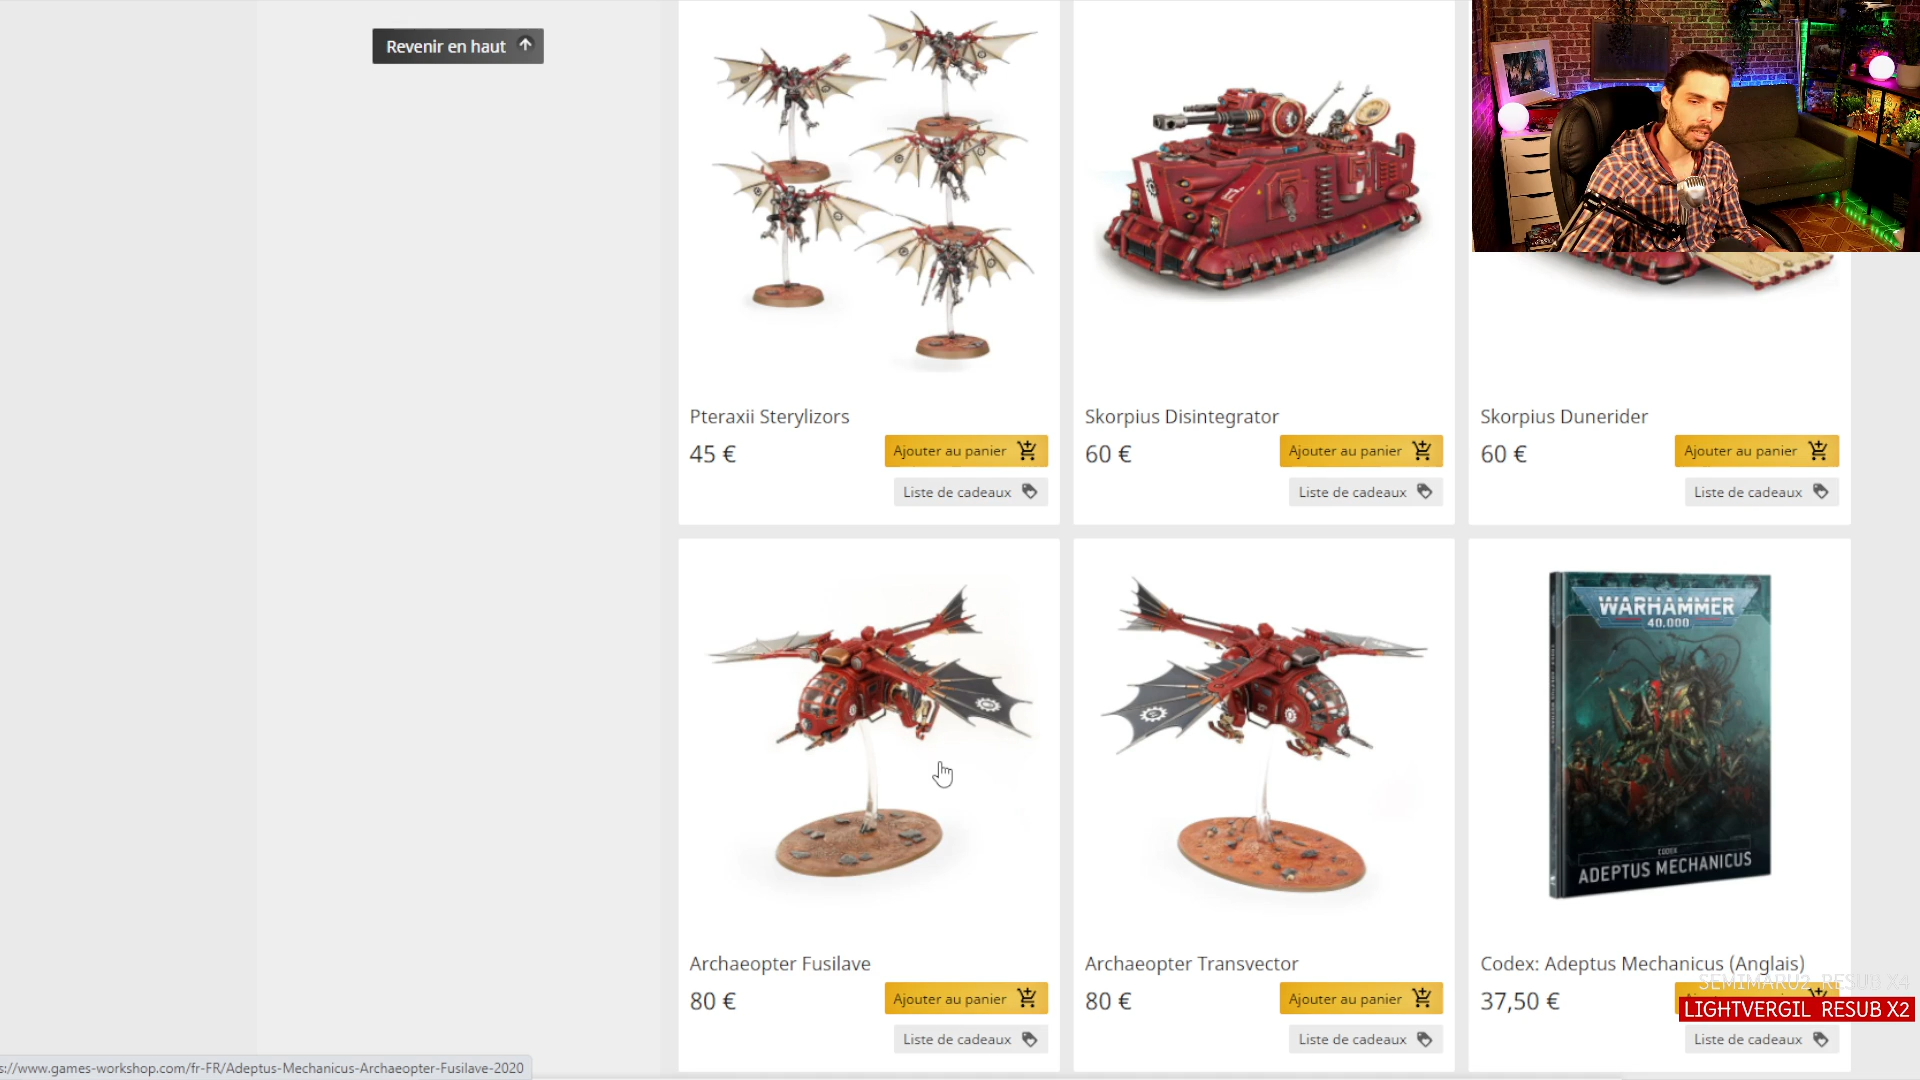 Revenir en haut
Pteraxii Sterylizors
45 €
Ajouter au panier
Liste de cadeaux
Skorpius Disintegrator
60 €
Ajouter au panier
Liste de cadeaux
Skorpius Dunerider
60 €
Ajouter au panier
Liste de cadeaux
Archaeopter Fusilave
80 €
Ajouter au panier
Liste de cadeaux
Archaeopter Transvector
80 €
Ajouter au panier
Liste de cadeaux
WARHAMMER
40,000
CODEX
ADEPTUS MECHANICUS
Codex: Adeptus Mechanicus (Anglais)
37,50 €
Liste de cadeaux
SEMIMARU2 RESUB X4
LIGHTVERGIL RESUB X2
s://www.games-workshop.com/fr-FR/Adeptus-Mechanicus-Archaeopter-Fusilave-2020